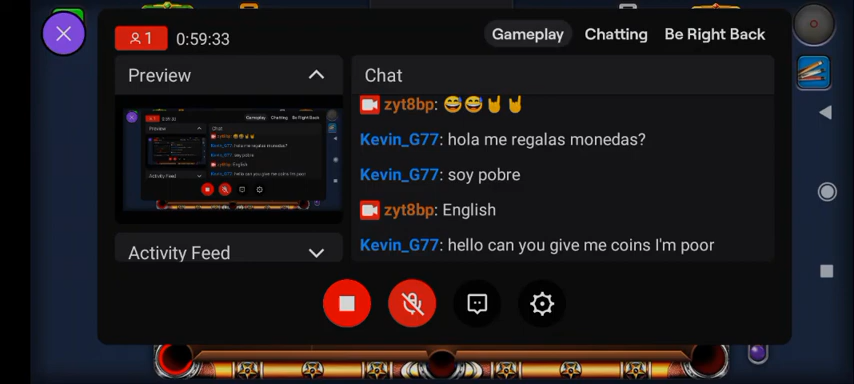 1 0:59:33
Gameplay Chatting Be Right Back
Preview
Chat
zyt8bp: 😅😅🤘🤘
Kevin_G77: hola me regalas monedas?
Kevin_G77: soy pobre
zyt8bp: English
Kevin_G77: hello can you give me coins I'm poor
Activity Feed